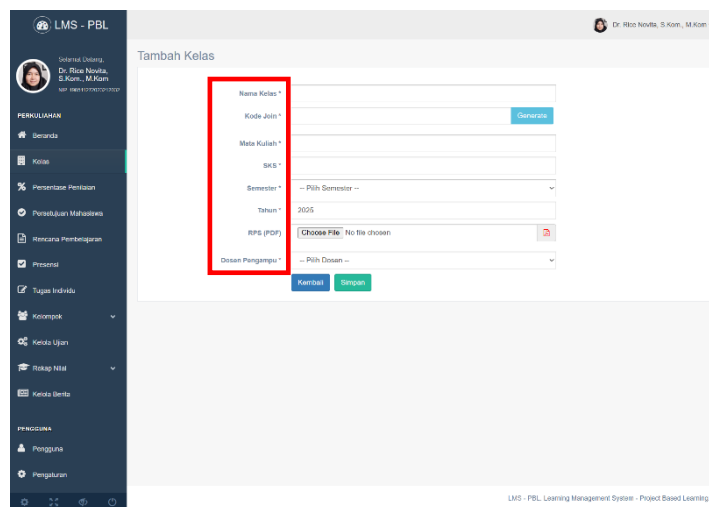 LMS - PBL
Dr. Rice Novita, S.Kom., M.Kom
Selamat Datang,
Dr. Rice Novita,
S.Kom., M.Kom
PERKULIAHAN
Beranda
Kelas
Persentase Penilaian
Persetujuan Mahasiswa
Rencana Pembelajaran
Presensi
Tugas Individu
Kelompok
Kelola Ujian
Rekap Nilai
Kelola Berita
PENGGUNA
Pengguna
Pengaturan
Tambah Kelas
Nama Kelas *
Kode Join * Generate
Mata Kuliah *
SKS *
Semester * -- Pilih Semester --
Tahun * 2025
RPS (PDF) Choose File No file chosen
Dosen Pengampu * -- Pilih Dosen --
Kembali Simpan
LMS - PBL. Learning Management System - Project Based Learning